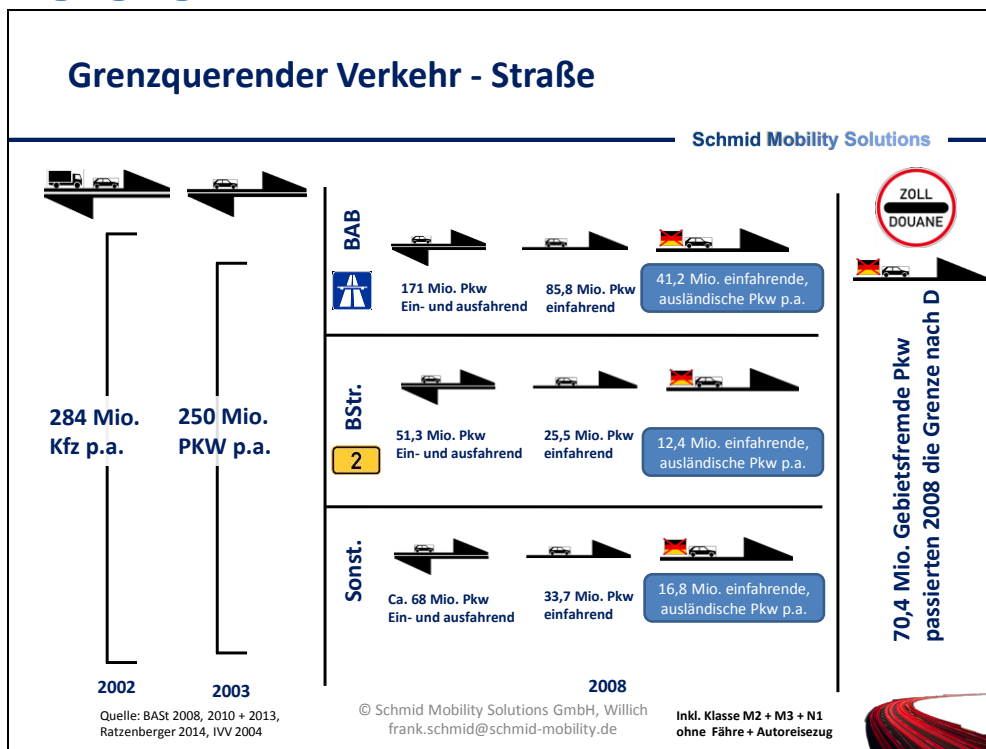 Grenzquerender Verkehr - Straße
Schmid Mobility Solutions
284 Mio.
Kfz p.a.
2002
250 Mio.
PKW p.a.
2003
BAB
171 Mio. Pkw
Ein- und ausfahrend
85,8 Mio. Pkw
einfahrend
41,2 Mio. einfahrende,
ausländische Pkw p.a.
BStr.
2
51,3 Mio. Pkw
Ein- und ausfahrend
25,5 Mio. Pkw
einfahrend
12,4 Mio. einfahrende,
ausländische Pkw p.a.
Sonst.
Ca. 68 Mio. Pkw
Ein- und ausfahrend
33,7 Mio. Pkw
einfahrend
16,8 Mio. einfahrende,
ausländische Pkw p.a.
2008
ZOLL
DOUANE
70,4 Mio. Gebietsfremde Pkw
passierten 2008 die Grenze nach D
Quelle: BASt 2008, 2010 + 2013,
Ratzenberger 2014, IVV 2004
© Schmid Mobility Solutions GmbH, Willich
frank.schmid@schmid-mobility.de
Inkl. Klasse M2 + M3 + N1
ohne Fähre + Autoreisezug